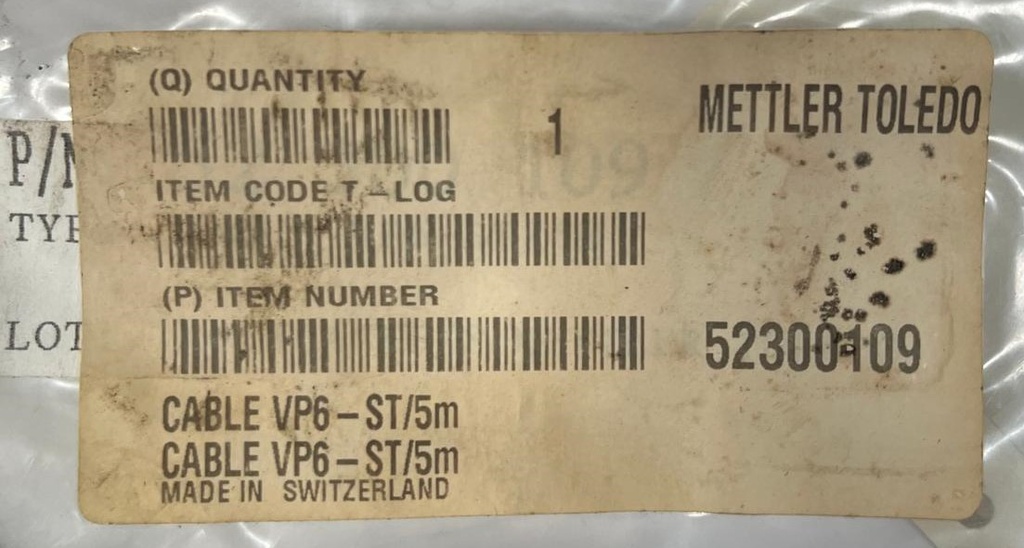 (Q) QUANTITY
1
METTLER TOLEDO
ITEM CODE T-LOG
(P) ITEM NUMBER
52300109
CABLE VP6-ST/5m
CABLE VP6-ST/5m
MADE IN SWITZERLAND
P/N
LOT